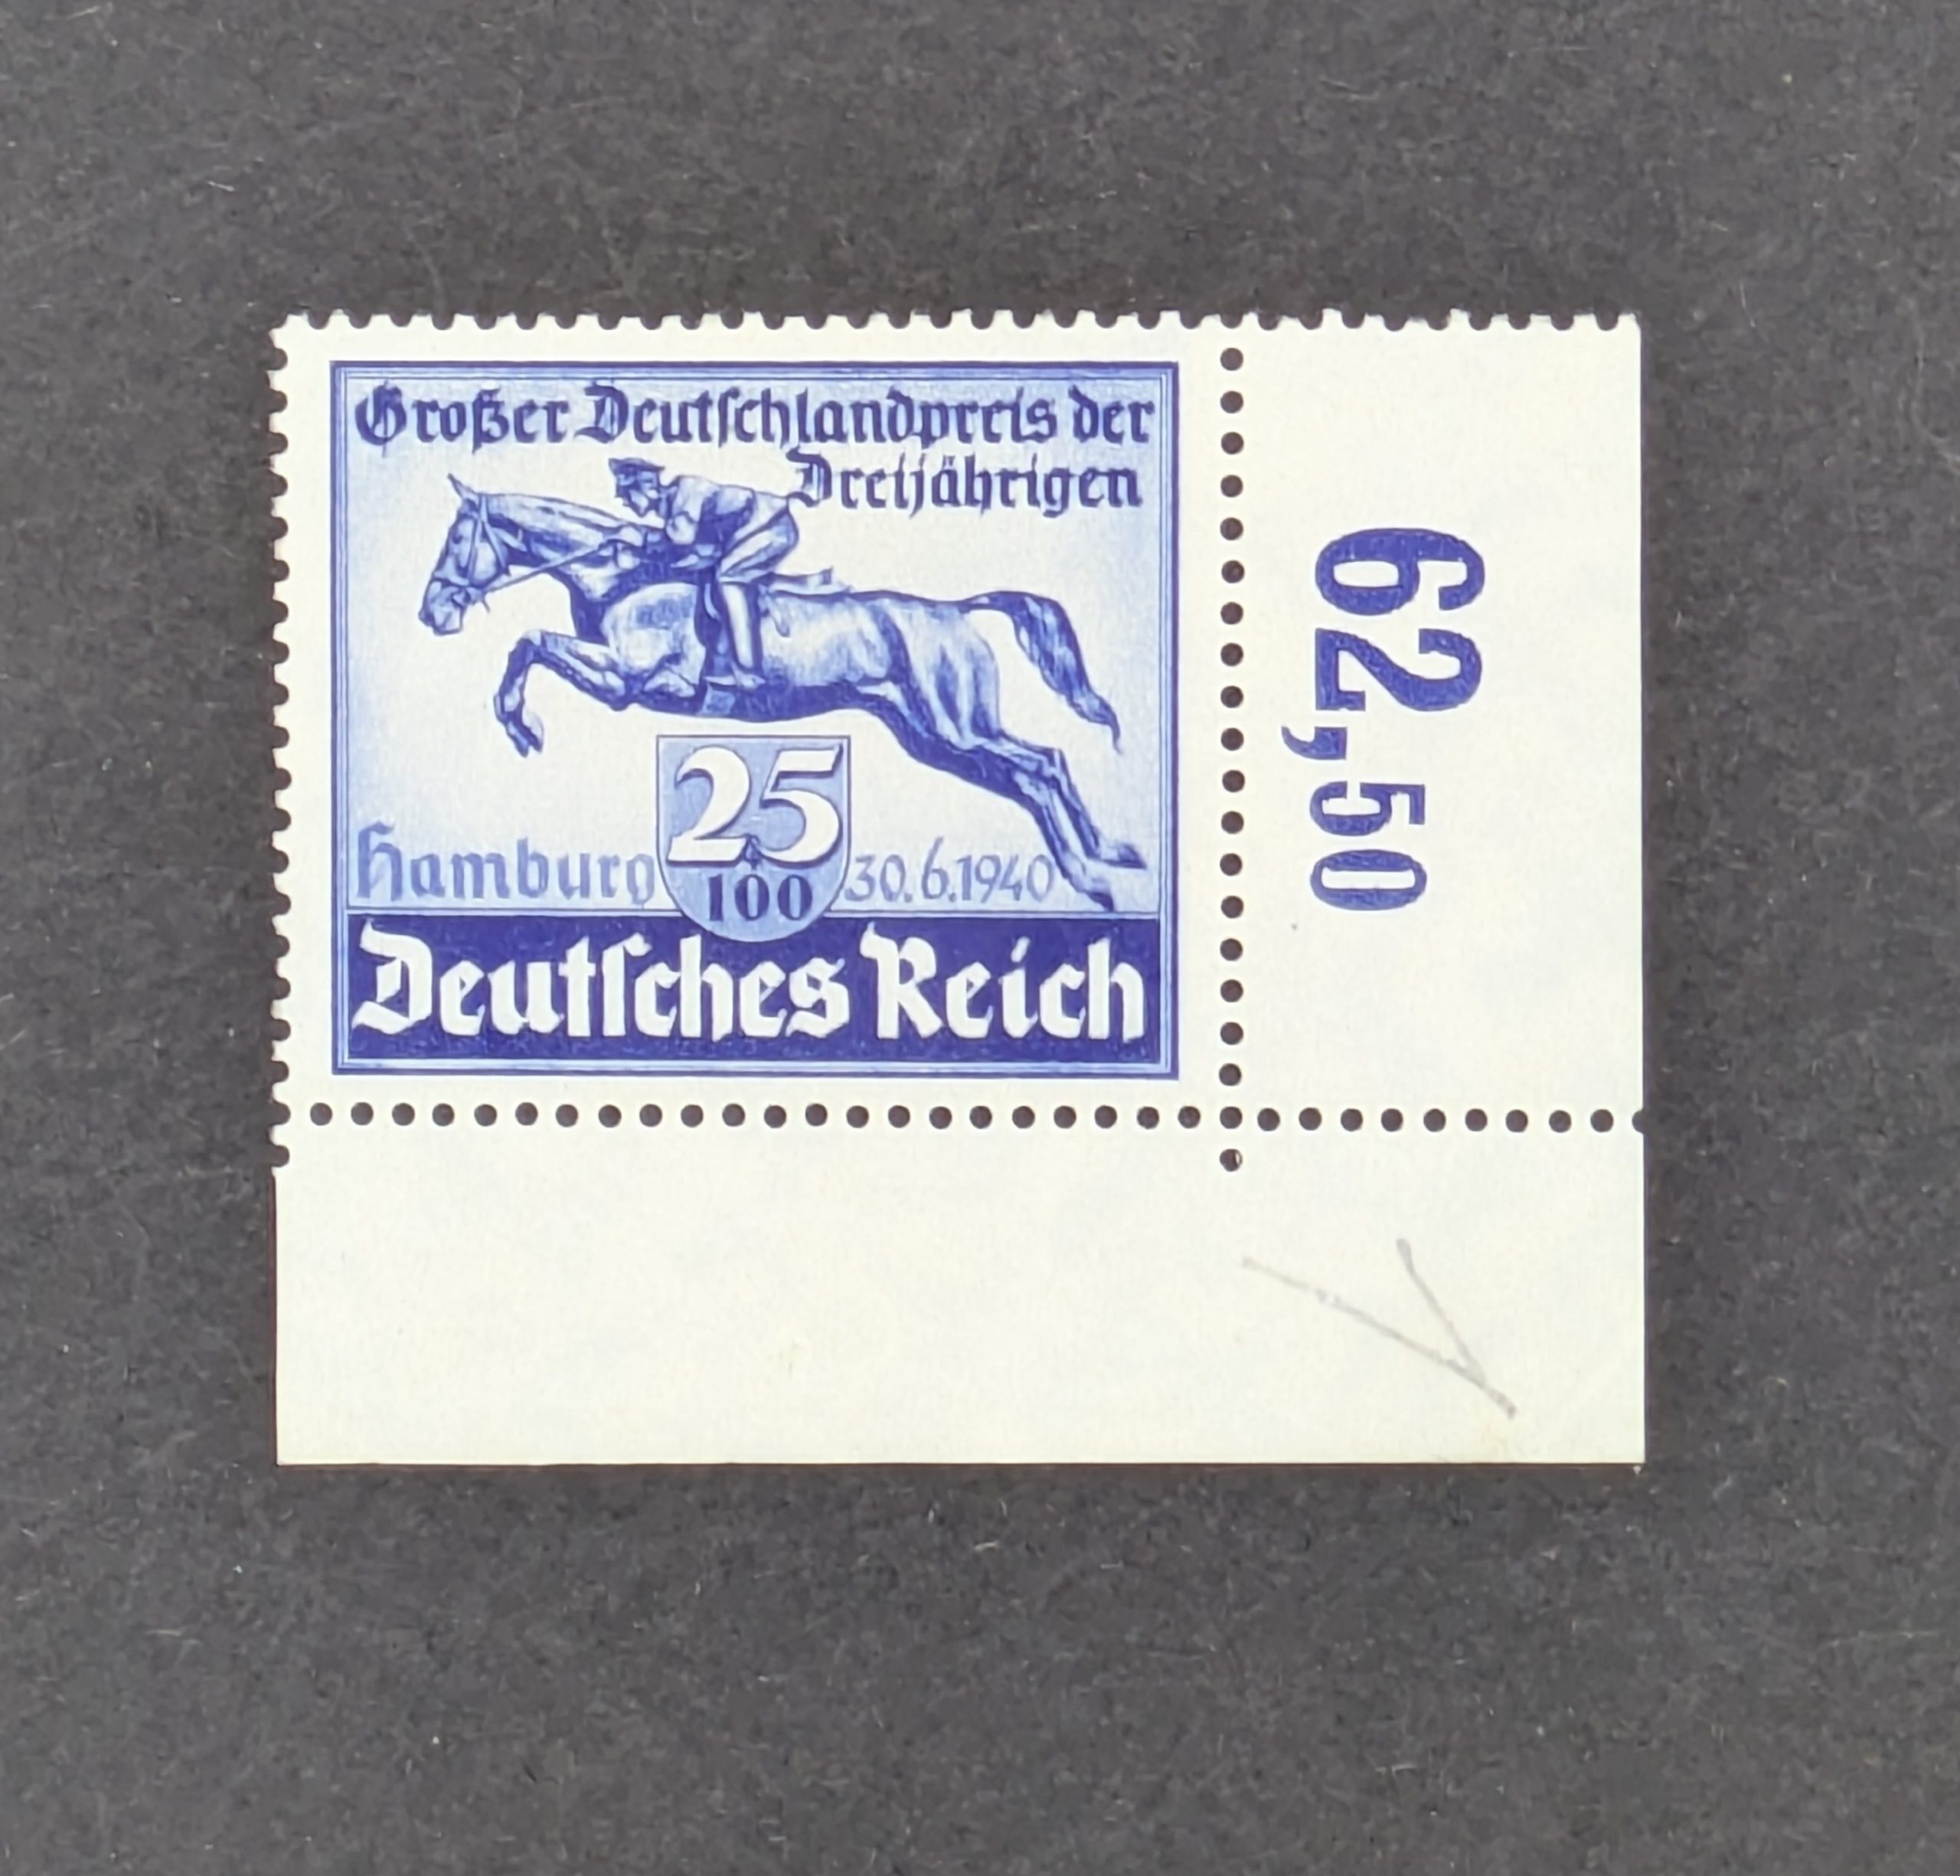 Großer Deutſchlandpreis der
Dreijährigen
25
100
Hamburg 30.6.1940
Deutſches Reich
62,50